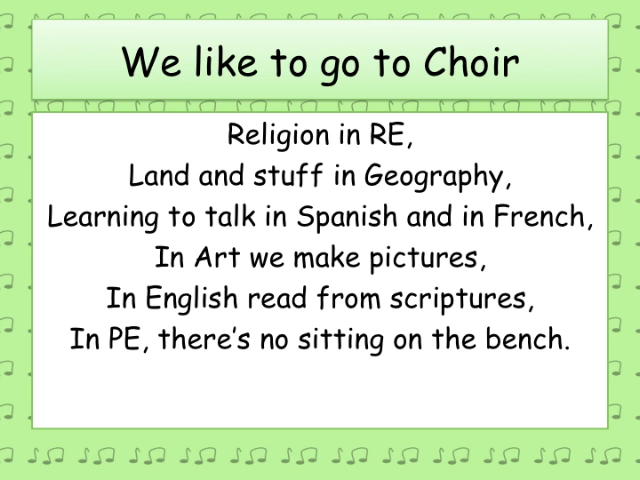 We like to go to Choir
Religion in RE,
Land and stuff in Geography,
Learning to talk in Spanish and in French,
In Art we make pictures,
In English read from scriptures,
In PE, there’s no sitting on the bench.